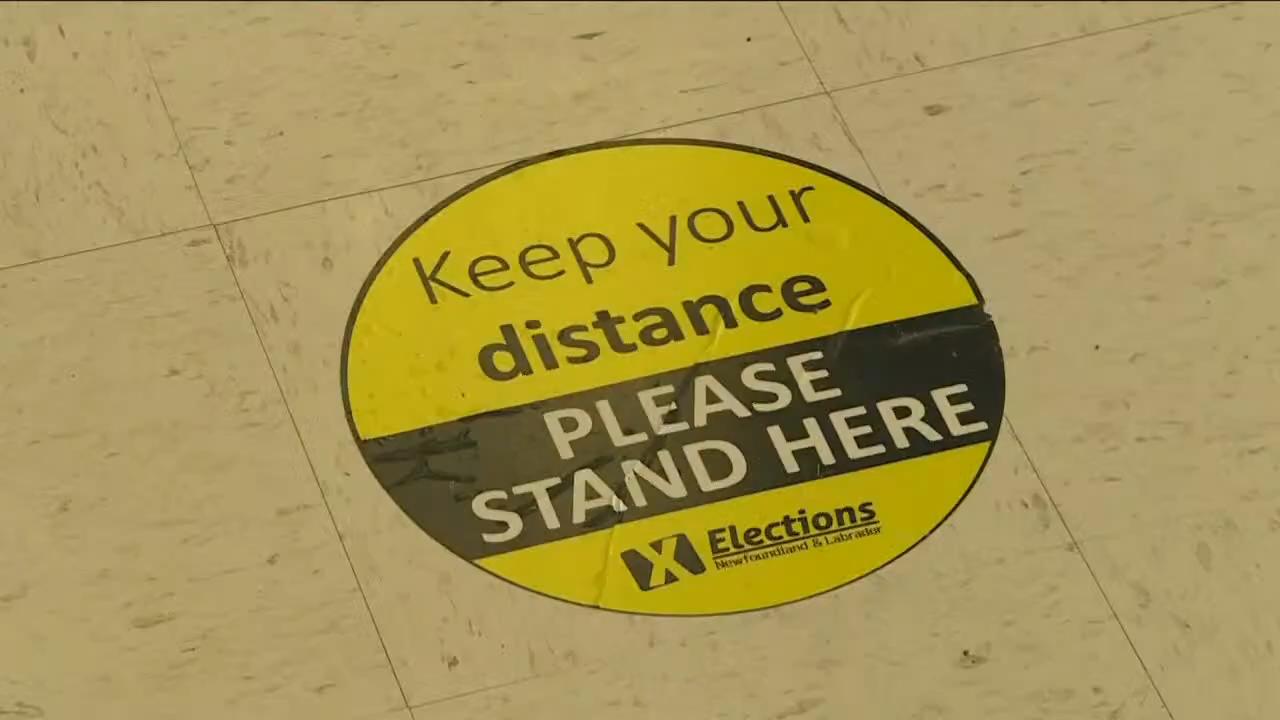 Keep your
distance
PLEASE
STAND HERE
X Elections
Newfoundland & Labrador